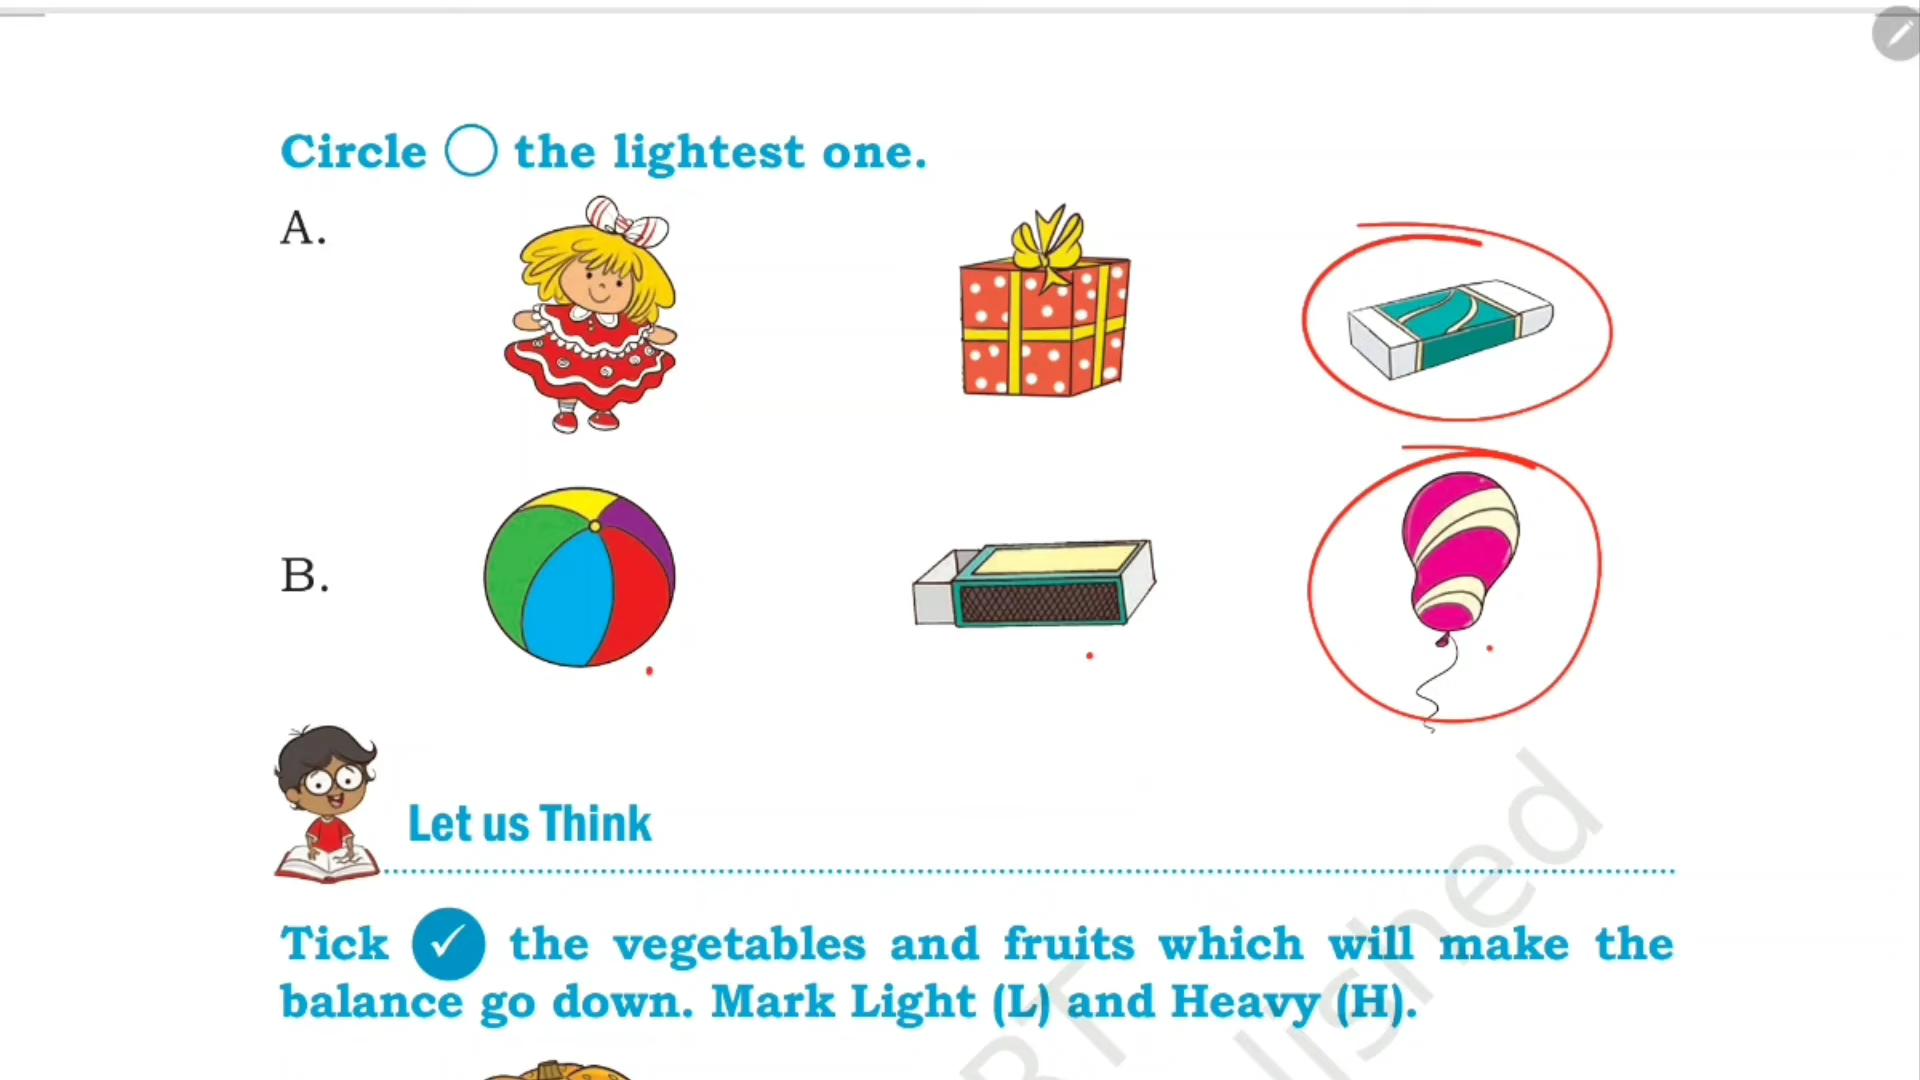 Circle the lightest one.
A.
B.
Let us Think
Tick ✓ the vegetables and fruits which will make the
balance go down. Mark Light (L) and Heavy (H).